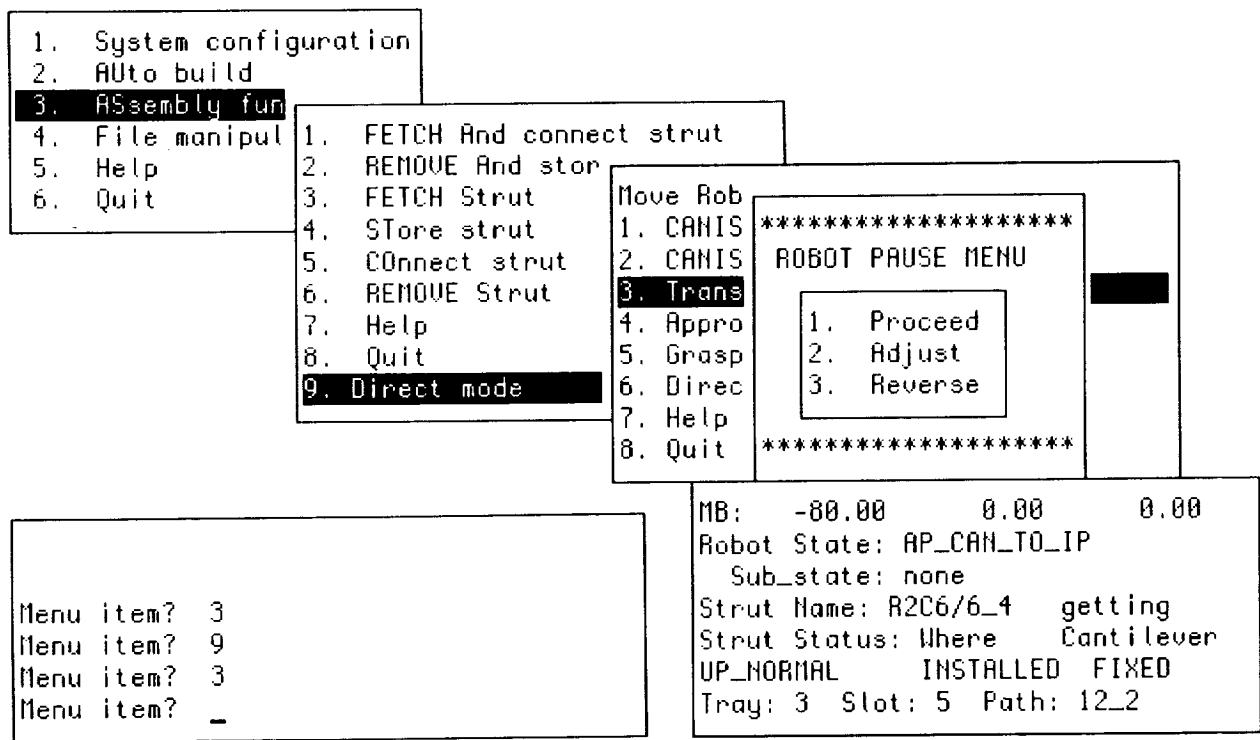 1. System configuration
2. AUto build
3. ASsembly fun
4. File manipul
5. Help
6. Quit
1. FETCH And connect strut
2. REMOVE And stor
3. FETCH Strut
4. STore strut
5. COnnect strut
6. REMOVE Strut
7. Help
8. Quit
9. Direct mode
Move Rob
1. CANIS
2. CANIS
3. Trans
4. Appro
5. Grasp
6. Direc
7. Help
8. Quit
********************
ROBOT PAUSE MENU
1. Proceed
2. Adjust
3. Reverse
********************
Menu item? 3
Menu item? 9
Menu item? 3
Menu item? _
MB: -80.00 0.00 0.00
Robot State: AP_CAN_TO_IP
Sub_state: none
Strut Name: R2C6/6_4 getting
Strut Status: Where Cantilever
UP_NORMAL INSTALLED FIXED
Tray: 3 Slot: 5 Path: 12_2